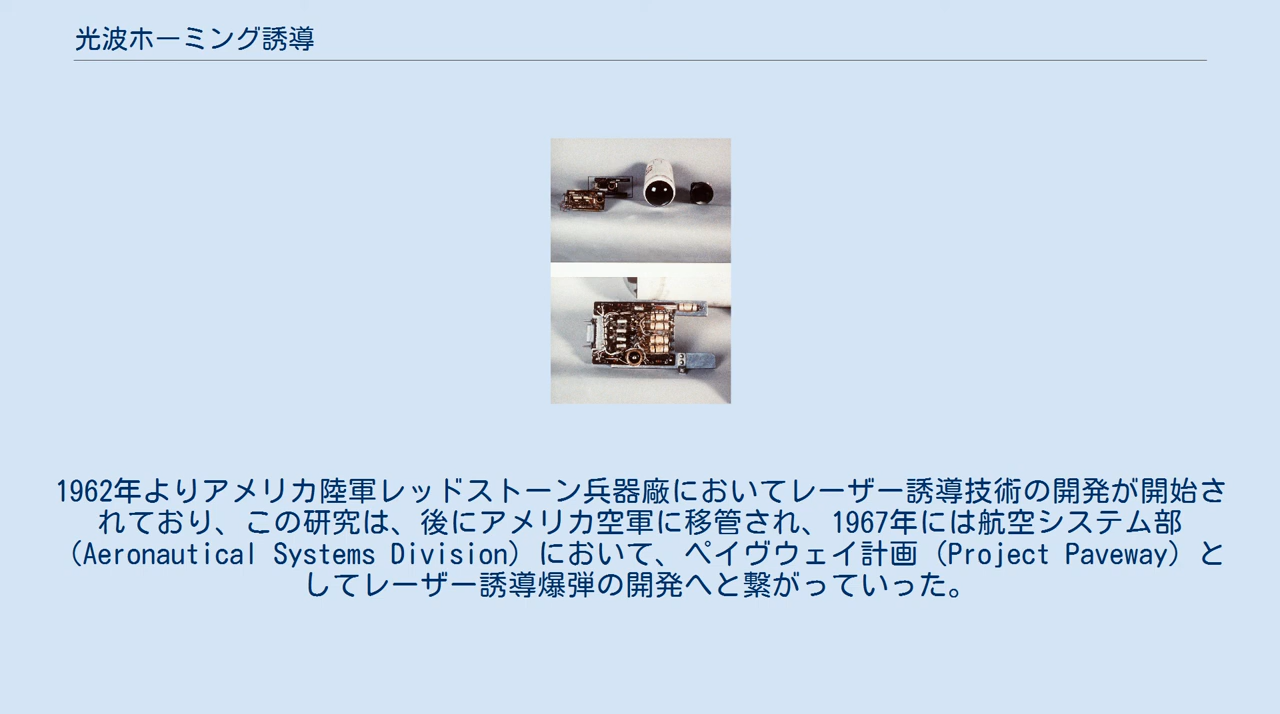 光波ホーミング誘導
1962年よりアメリカ陸軍レッドストーン兵器廠においてレーザー誘導技術の開発が開始さ
れており、この研究は、後にアメリカ空軍に移管され、1967年には航空システム部
（Aeronautical Systems Division）において、ペイヴウェイ計画（Project Paveway）と
してレーザー誘導爆弾の開発へと繋がっていった。